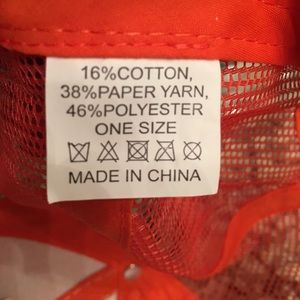 16%COTTON,
38%PAPER YARN,
46%POLYESTER
ONE SIZE
MADE IN CHINA